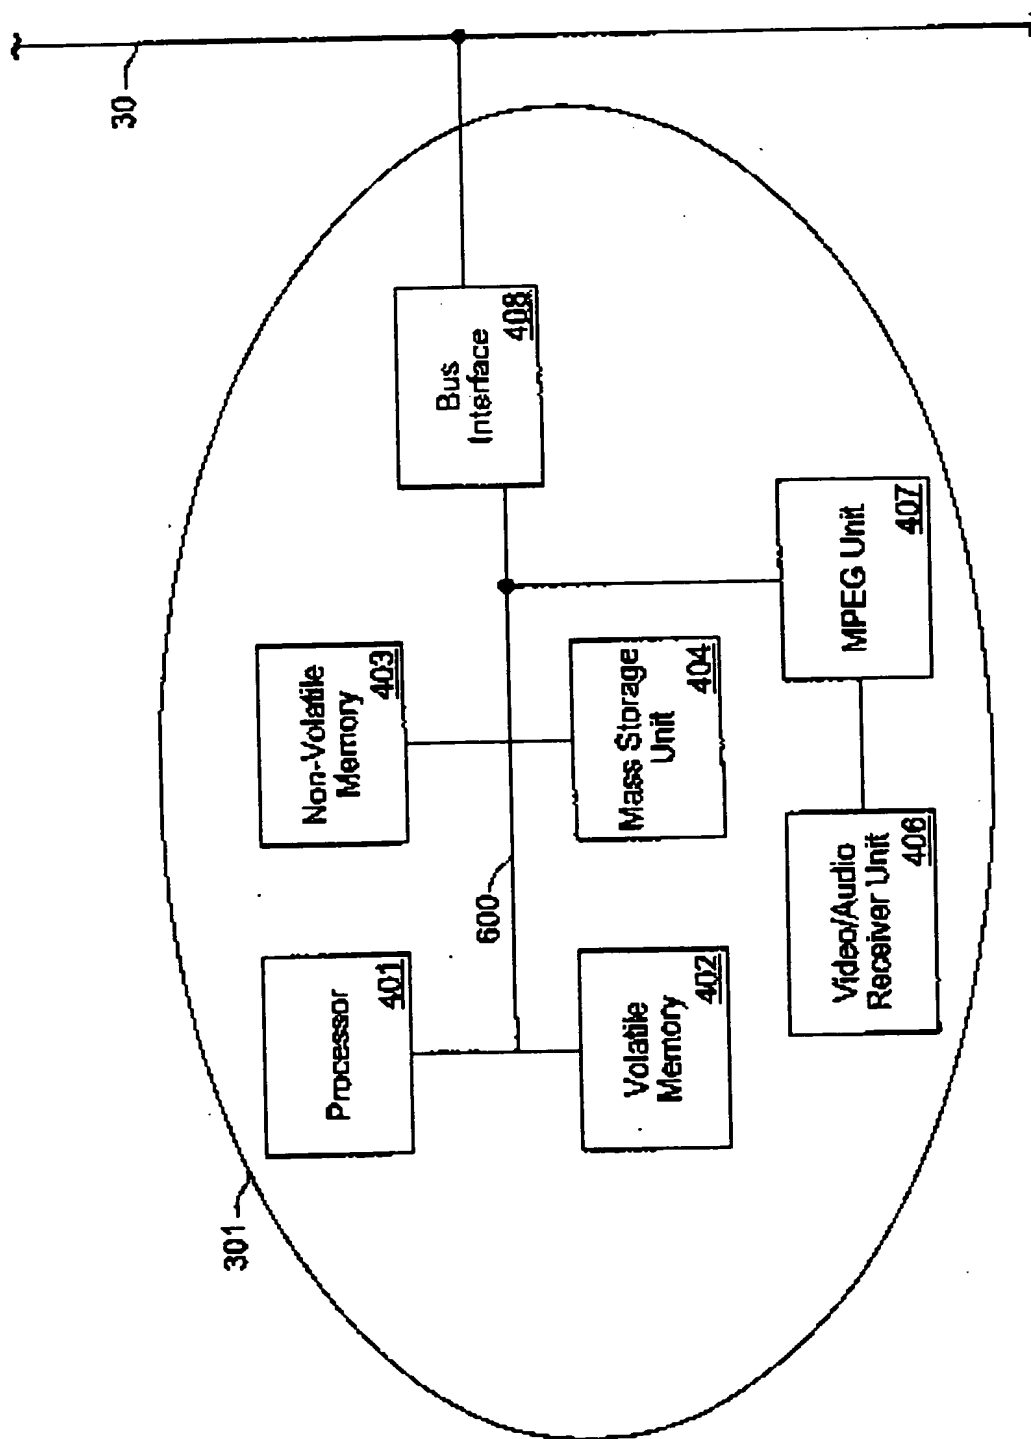 30
301
Processor
401
Non-Volatile
Memory
403
Bus
Interface
408
600
Volatile
Memory
402
Mass Storage
Unit
404
Video/Audio
Receiver Unit
406
MPEG Unit
407